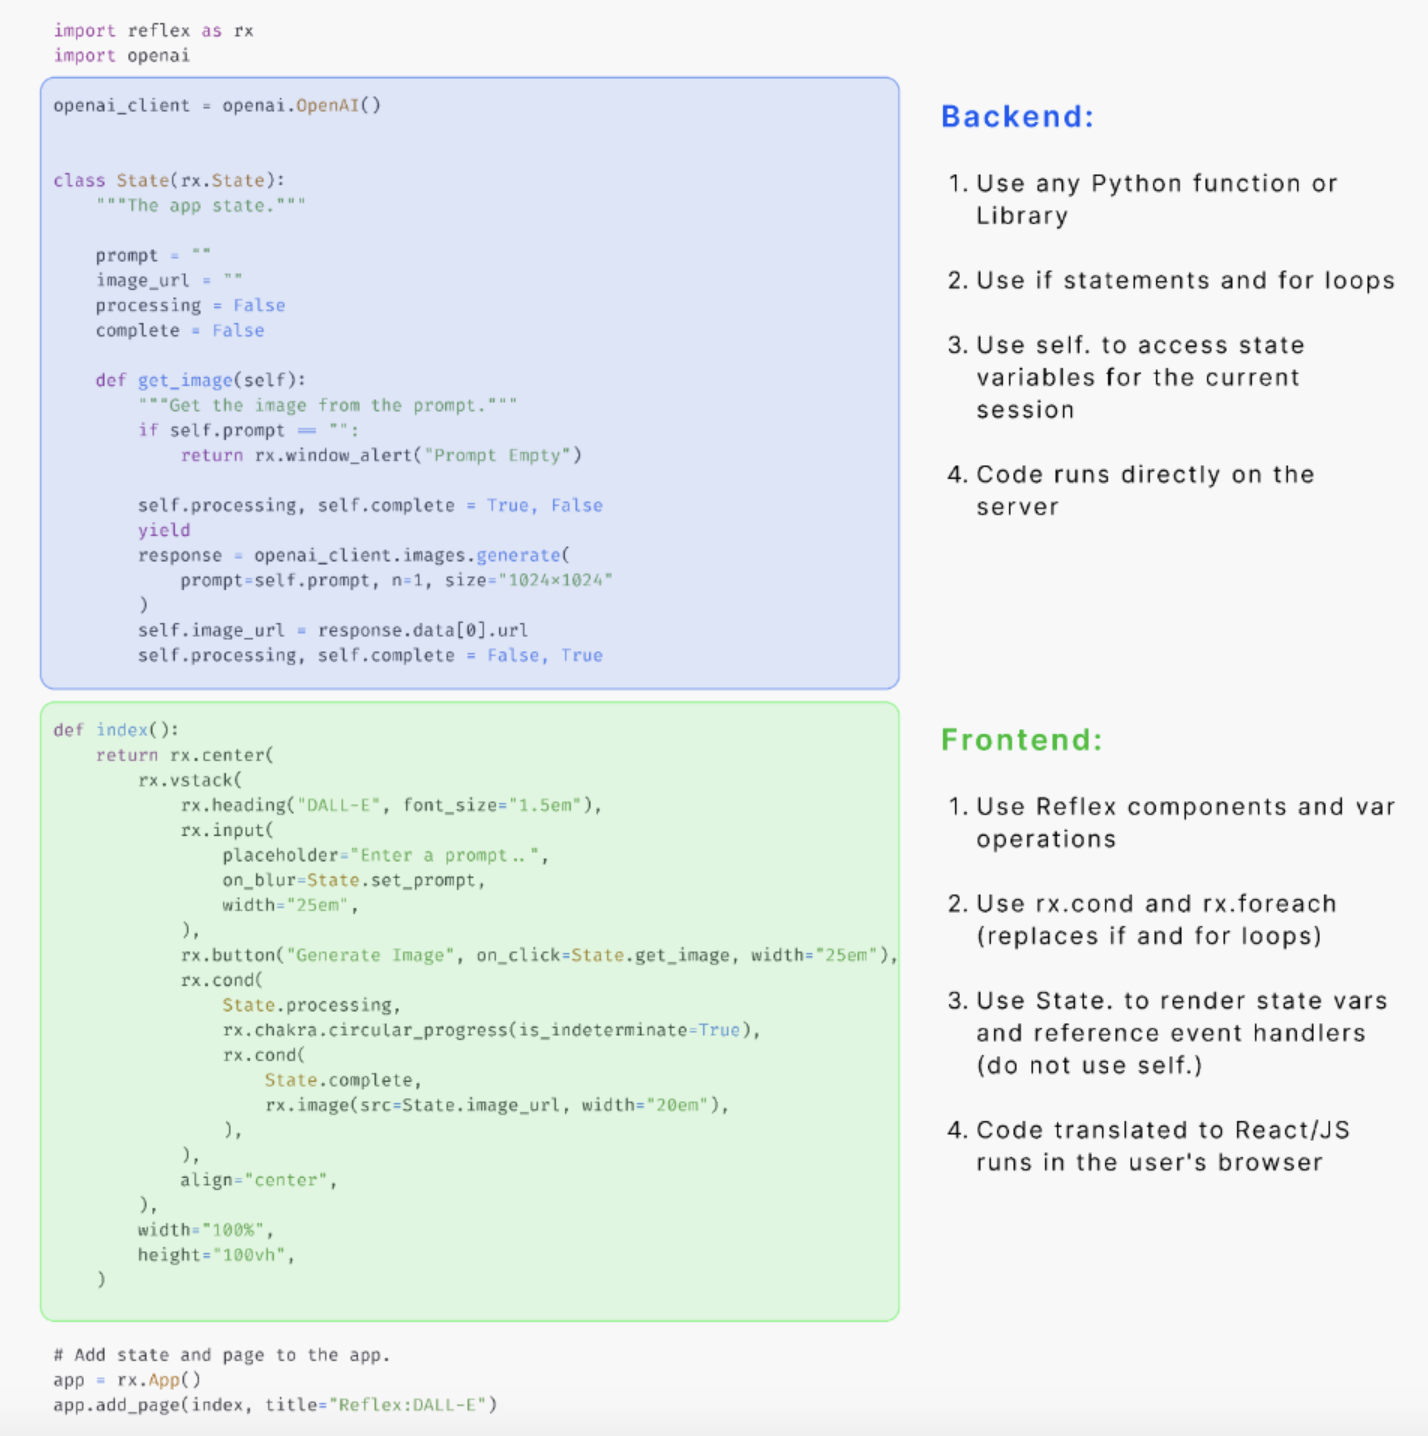 import reflex as rx
import openai
openai_client = openai.OpenAI()
class State(rx.State):
    """The app state."""
    prompt = ""
    image_url = ""
    processing = False
    complete = False
    def get_image(self):
        """Get the image from the prompt."""
        if self.prompt == "":
            return rx.window_alert("Prompt Empty")
        self.processing, self.complete = True, False
        yield
        response = openai_client.images.generate(
            prompt=self.prompt, n=1, size="1024×1024"
        )
        self.image_url = response.data[0].url
        self.processing, self.complete = False, True
Backend:
1. Use any Python function or
Library
2. Use if statements and for loops
3. Use self. to access state
variables for the current
session
4. Code runs directly on the
server
def index():
    return rx.center(
        rx.vstack(
            rx.heading("DALL-E", font_size="1.5em"),
            rx.input(
                placeholder="Enter a prompt..",
                on_blur=State.set_prompt,
                width="25em",
            ),
            rx.button("Generate Image", on_click=State.get_image, width="25em"),
            rx.cond(
                State.processing,
                rx.chakra.circular_progress(is_indeterminate=True),
                rx.cond(
                    State.complete,
                    rx.image(src=State.image_url, width="20em"),
                ),
            ),
            align="center",
        ),
        width="100%",
        height="100vh",
    )
Frontend:
1. Use Reflex components and var
operations
2. Use rx.cond and rx.foreach
(replaces if and for loops)
3. Use State. to render state vars
and reference event handlers
(do not use self.)
4. Code translated to React/JS
runs in the user's browser
# Add state and page to the app.
app = rx.App()
app.add_page(index, title="Reflex:DALL-E")